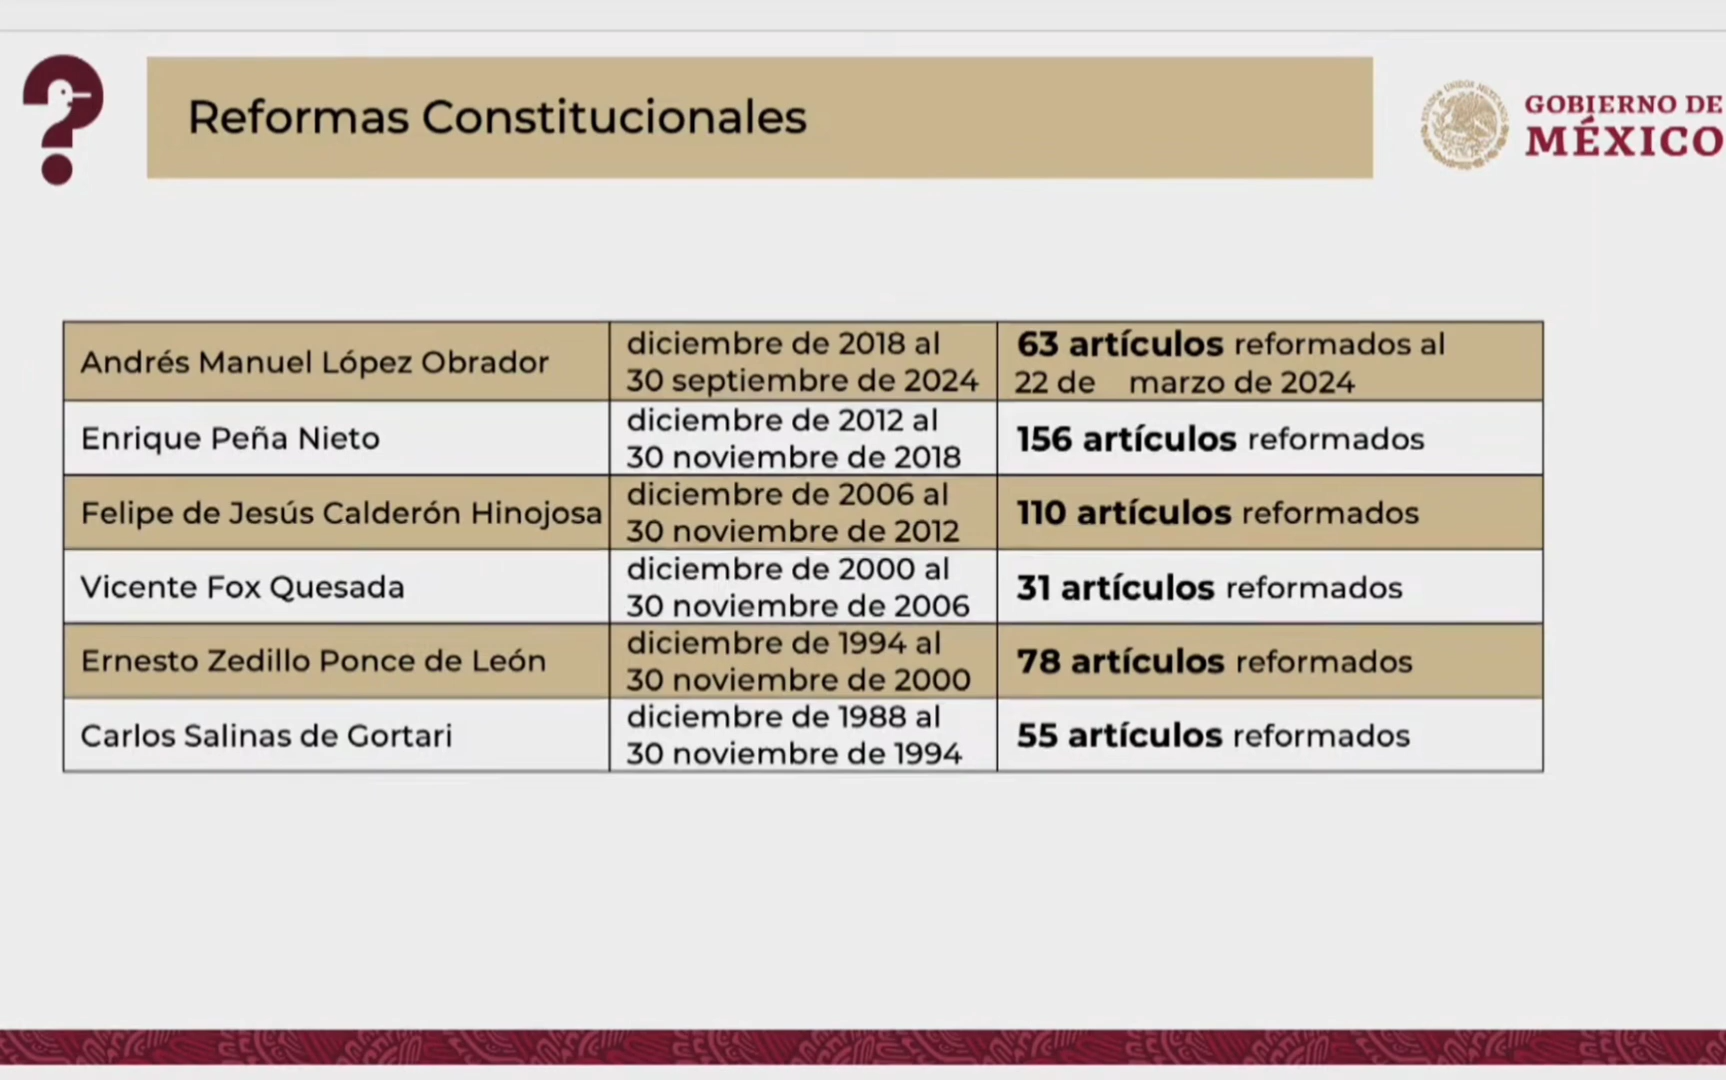 Reformas Constitucionales
GOBIERNO DE
MÉXICO
Andrés Manuel López Obrador
diciembre de 2018 al
30 septiembre de 2024
63 artículos reformados al
22 de marzo de 2024
Enrique Peña Nieto
diciembre de 2012 al
30 noviembre de 2018
156 artículos reformados
Felipe de Jesús Calderón Hinojosa
diciembre de 2006 al
30 noviembre de 2012
110 artículos reformados
Vicente Fox Quesada
diciembre de 2000 al
30 noviembre de 2006
31 artículos reformados
Ernesto Zedillo Ponce de León
diciembre de 1994 al
30 noviembre de 2000
78 artículos reformados
Carlos Salinas de Gortari
diciembre de 1988 al
30 noviembre de 1994
55 artículos reformados